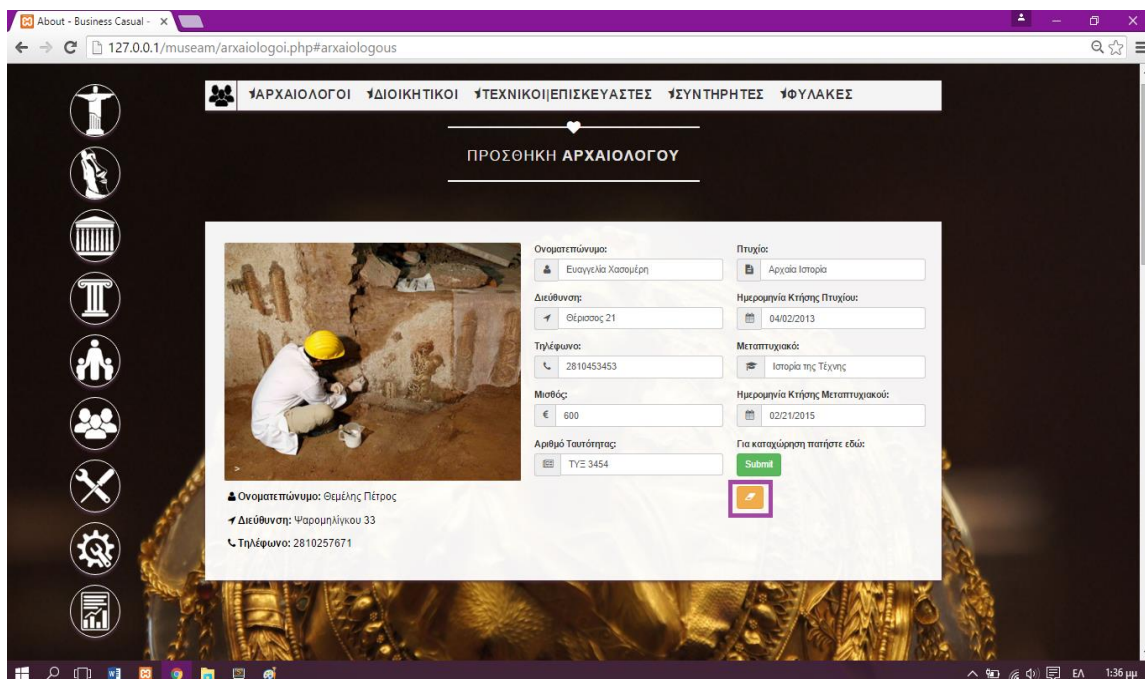 About - Business Casual -
127.0.0.1/museam/arxaiologoi.php#arxaiologous
ΑΡΧΑΙΟΛΟΓΟΙ ΔΙΟΙΚΗΤΙΚΟΙ ΤΕΧΝΙΚΟΙ|ΕΠΙΣΚΕΥΑΣΤΕΣ ΣΥΝΤΗΡΗΤΕΣ ΦΥΛΑΚΕΣ
ΠΡΟΣΘΗΚΗ ΑΡΧΑΙΟΛΟΓΟΥ
Ονοματεπώνυμο:
Ευαγγελία Χασομέρη
Διεύθυνση:
Θέρισσος 21
Τηλέφωνο:
2810453453
Μισθός:
€ 600
Αριθμό Ταυτότητας:
ΤΥΞ 3454
Πτυχίο:
Αρχαία Ιστορία
Ημερομηνία Κτήσης Πτυχίου:
04/02/2013
Μεταπτυχιακό:
Ιστορία της Τέχνης
Ημερομηνία Κτήσης Μεταπτυχιακού:
02/21/2015
Για καταχώρηση πατήστε εδώ:
Submit
>
Ονοματεπώνυμο: Θεμέλης Πέτρος
Διεύθυνση: Ψαρομηλίγκου 33
Τηλέφωνο: 2810257671
ΕΛ 1:36 μμ